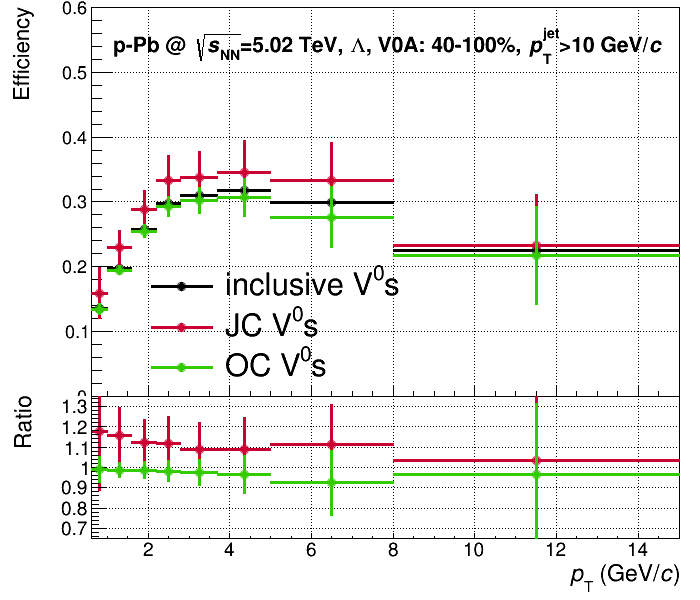 Efficiency
p-Pb @ √sNN=5.02 TeV, Λ, V0A: 40-100%, pTjet>10 GeV/c
0.6
0.5
0.4
0.3
0.2
0.1
inclusive V0s
JC V0s
OC V0s
Ratio
1.3
1.2
1.1
1
0.9
0.8
0.7
2 4 6 8 10 12 14
pT (GeV/c)